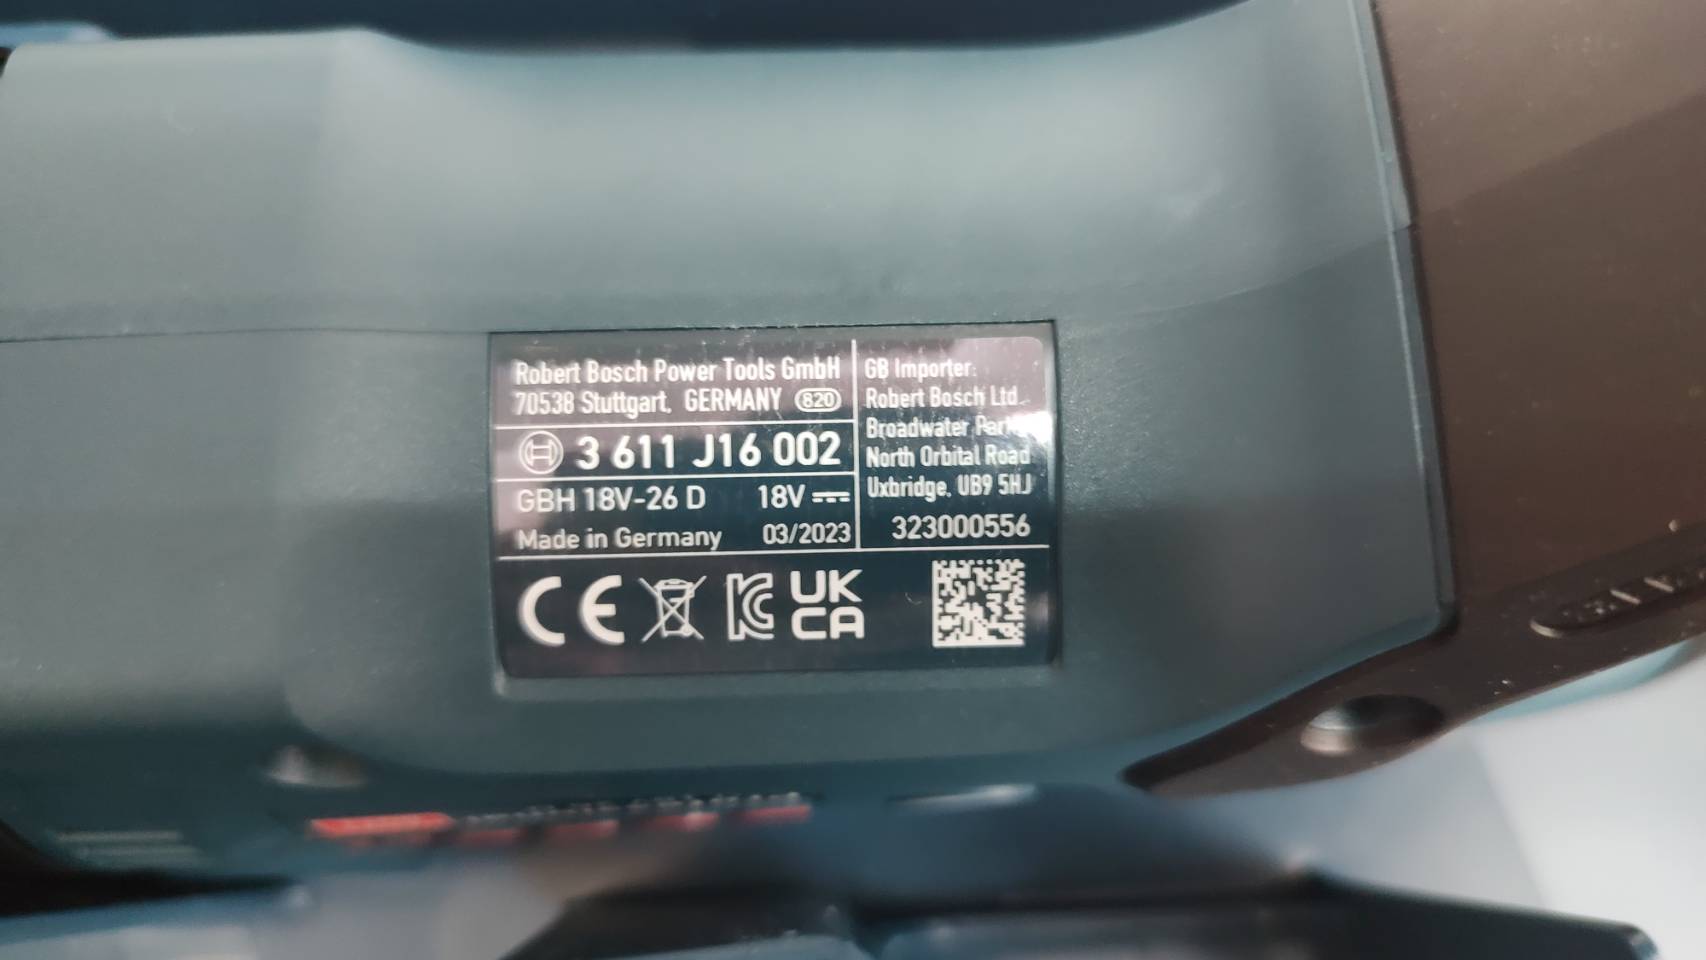 Robert Bosch Power Tools GmbH
70538 Stuttgart, GERMANY 820
3 611 J16 002
GBH 18V-26 D 18V
Made in Germany 03/2023
GB Importer:
Robert Bosch Ltd.
Broadwater Park
North Orbital Road
Uxbridge, UB9 5HJ
323000556
CE
UK
CA